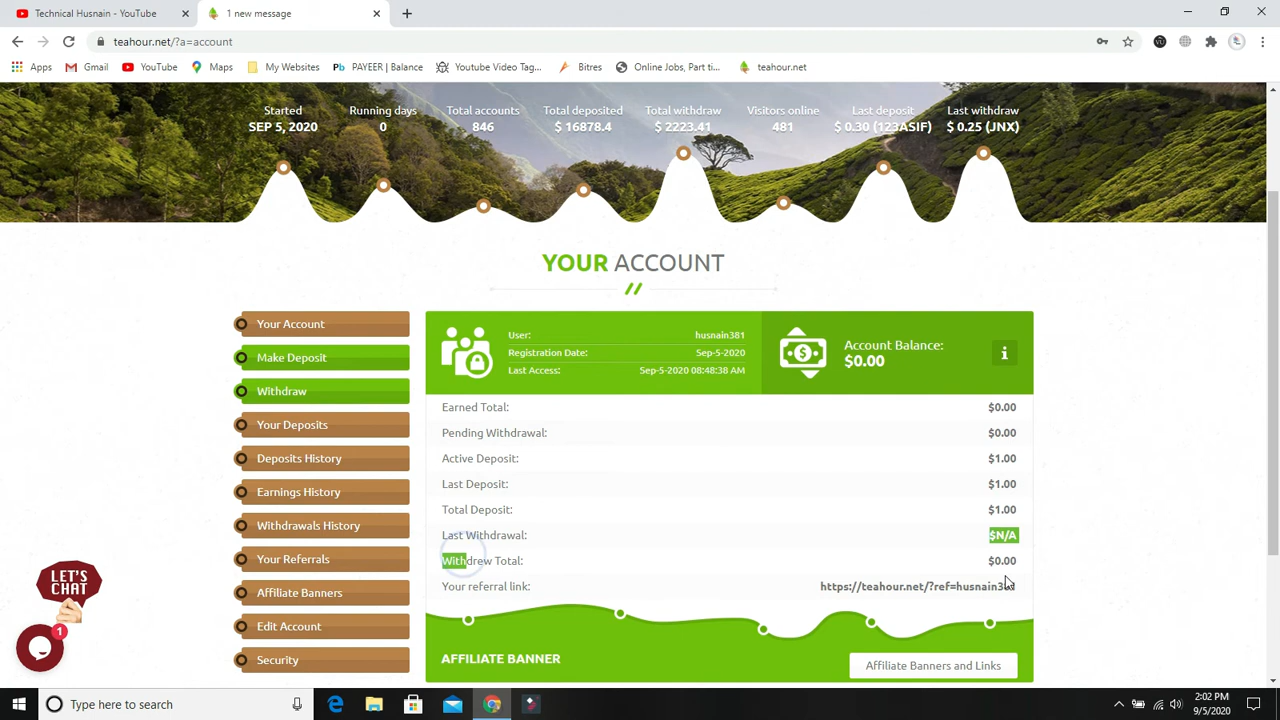 Technical Husnain - YouTube
1 new message
teahour.net/?a=account
Apps Gmail YouTube Maps My Websites PAYEER | Balance Youtube Video Tag... Bitres Online Jobs, Part ti... teahour.net
Started Running days Total accounts Total deposited Total withdraw Visitors online Last deposit Last withdraw
SEP 5, 2020 0 846 $ 16878.4 $ 2223.41 481 $ 0.30 (123ASIF) $ 0.25 (JNX)
YOUR ACCOUNT
Your Account
Make Deposit
Withdraw
Your Deposits
Deposits History
Earnings History
Withdrawals History
Your Referrals
Affiliate Banners
Edit Account
Security
User: husnain381
Registration Date: Sep-5-2020
Last Access: Sep-5-2020 08:48:38 AM
Account Balance:
$0.00
Earned Total: $0.00
Pending Withdrawal: $0.00
Active Deposit: $1.00
Last Deposit: $1.00
Total Deposit: $1.00
Last Withdrawal: $N/A
Withdrew Total: $0.00
Your referral link: https://teahour.net/?ref=husnain381
AFFILIATE BANNER
Affiliate Banners and Links
LET'S
CHAT
1
Type here to search
2:02 PM
9/5/2020